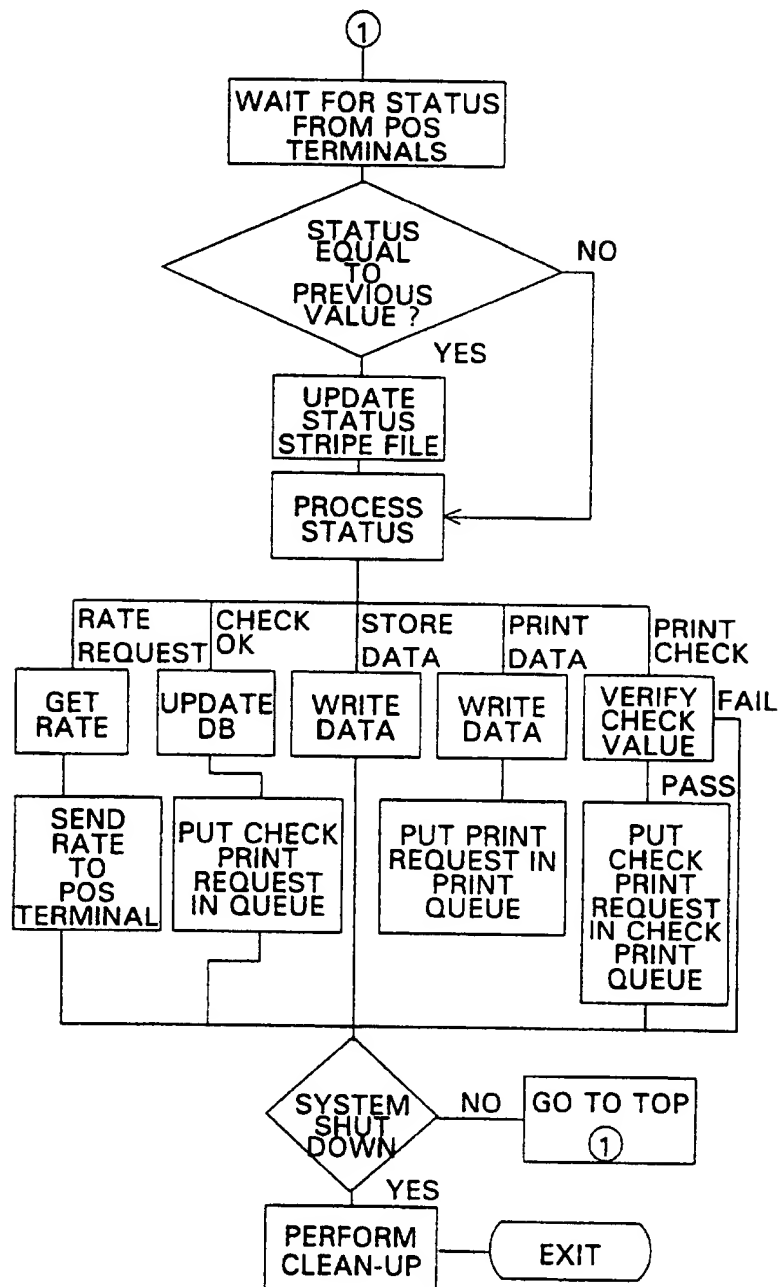 1
WAIT FOR STATUS
FROM POS
TERMINALS
STATUS
EQUAL
TO
PREVIOUS
VALUE ?
NO
YES
UPDATE
STATUS
STRIPE FILE
PROCESS
STATUS
RATE
REQUEST
CHECK
OK
STORE
DATA
PRINT
DATA
PRINT
CHECK
GET
RATE
UPDATE
DB
WRITE
DATA
WRITE
DATA
VERIFY
CHECK
VALUE
FAIL
PASS
SEND
RATE
TO
POS
TERMINAL
PUT CHECK
PRINT
REQUEST
IN QUEUE
PUT PRINT
REQUEST IN
PRINT
QUEUE
PUT
CHECK
PRINT
REQUEST
IN CHECK
PRINT
QUEUE
SYSTEM
SHUT
DOWN
NO
GO TO TOP
1
YES
PERFORM
CLEAN-UP
EXIT